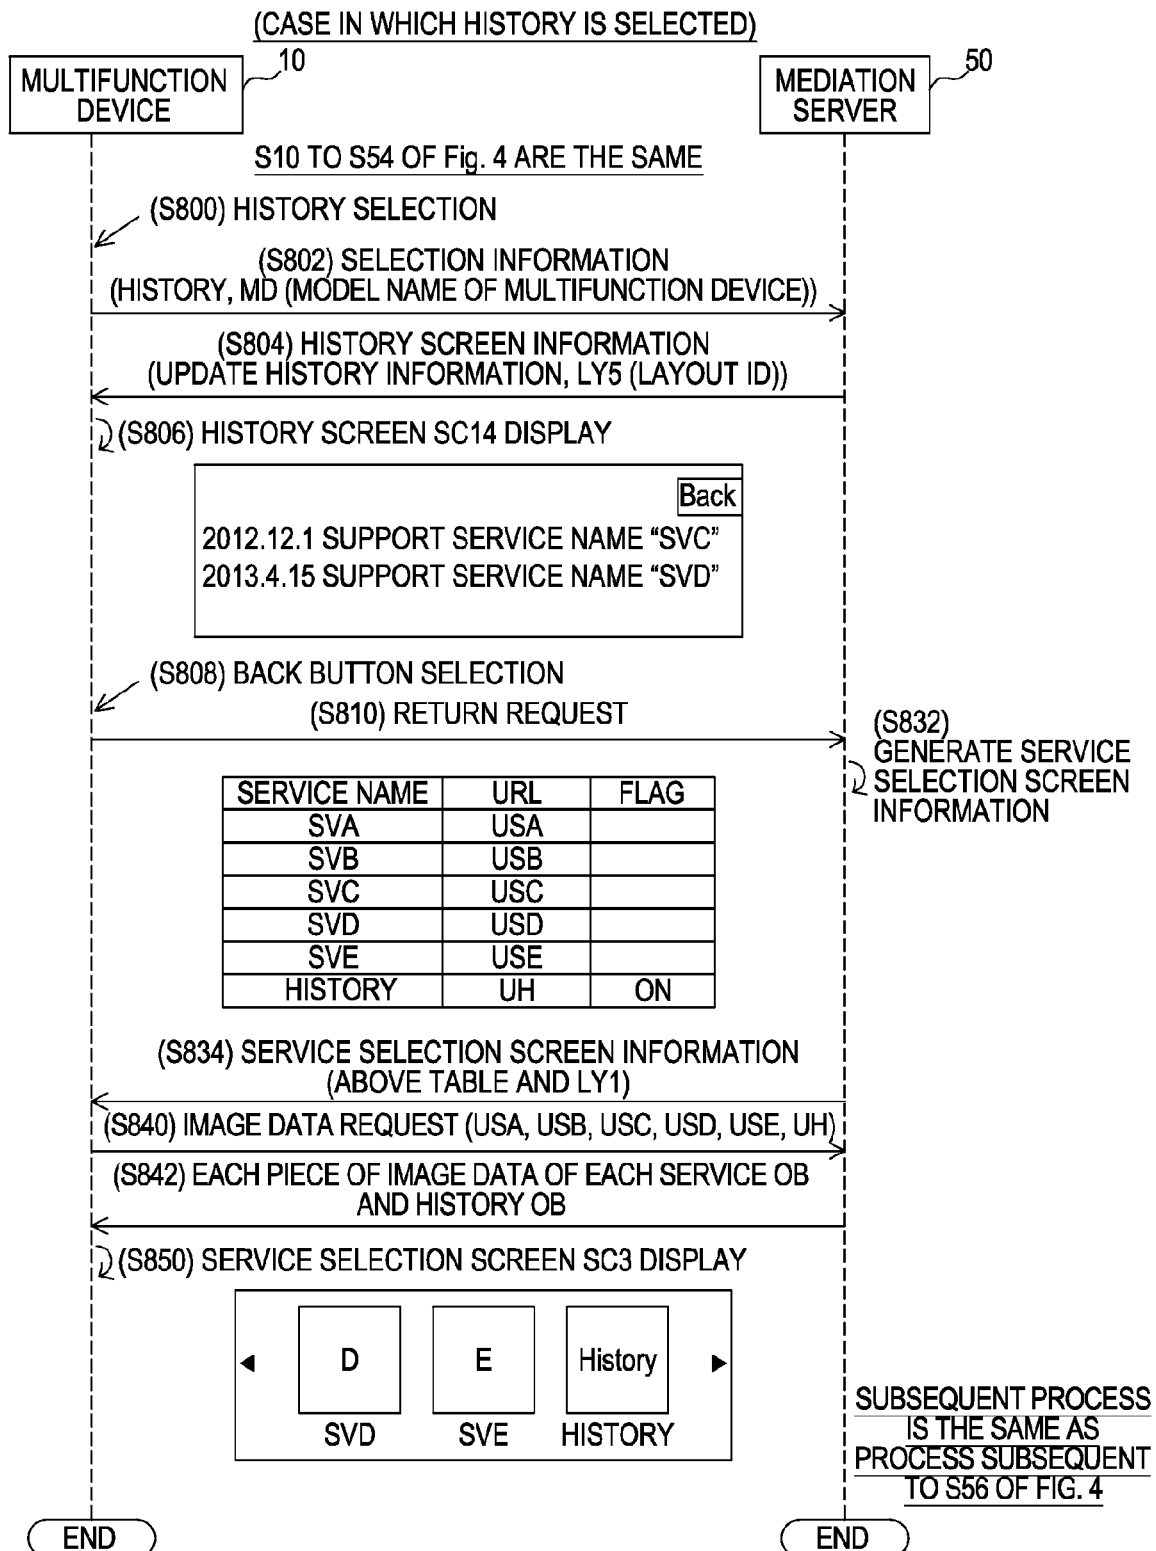 (CASE IN WHICH HISTORY IS SELECTED)
MULTIFUNCTION
DEVICE
10
MEDIATION
SERVER
50
S10 TO S54 OF Fig. 4 ARE THE SAME
(S800) HISTORY SELECTION
(S802) SELECTION INFORMATION
(HISTORY, MD (MODEL NAME OF MULTIFUNCTION DEVICE))
(S804) HISTORY SCREEN INFORMATION
(UPDATE HISTORY INFORMATION, LY5 (LAYOUT ID))
(S806) HISTORY SCREEN SC14 DISPLAY
Back
2012.12.1 SUPPORT SERVICE NAME “SVC”
2013.4.15 SUPPORT SERVICE NAME “SVD”
(S808) BACK BUTTON SELECTION
(S810) RETURN REQUEST
(S832)
GENERATE SERVICE
SELECTION SCREEN
INFORMATION
SERVICE NAME URL FLAG
SVA USA
SVB USB
SVC USC
SVD USD
SVE USE
HISTORY UH ON
(S834) SERVICE SELECTION SCREEN INFORMATION
(ABOVE TABLE AND LY1)
(S840) IMAGE DATA REQUEST (USA, USB, USC, USD, USE, UH)
(S842) EACH PIECE OF IMAGE DATA OF EACH SERVICE OB
AND HISTORY OB
(S850) SERVICE SELECTION SCREEN SC3 DISPLAY
D E History
SVD SVE HISTORY
SUBSEQUENT PROCESS
IS THE SAME AS
PROCESS SUBSEQUENT
TO S56 OF FIG. 4
END END